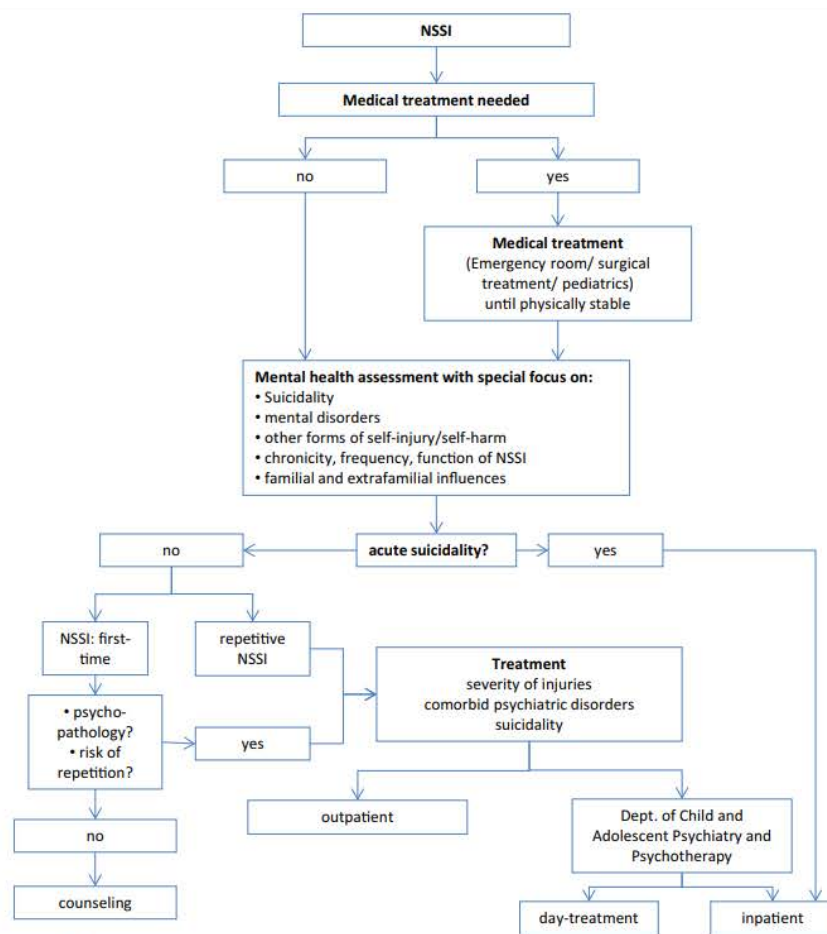 NSSI
Medical treatment needed
no
yes
Medical treatment
(Emergency room/ surgical
treatment/ pediatrics)
until physically stable
Mental health assessment with special focus on:
• Suicidality
• mental disorders
• other forms of self-injury/self-harm
• chronicity, frequency, function of NSSI
• familial and extrafamilial influences
no
acute suicidality?
yes
NSSI: first-
time
repetitive
NSSI
Treatment
severity of injuries
comorbid psychiatric disorders
suicidality
• psycho-
pathology?
• risk of
repetition?
yes
outpatient
Dept. of Child and
Adolescent Psychiatry and
Psychotherapy
no
counseling
day-treatment
inpatient